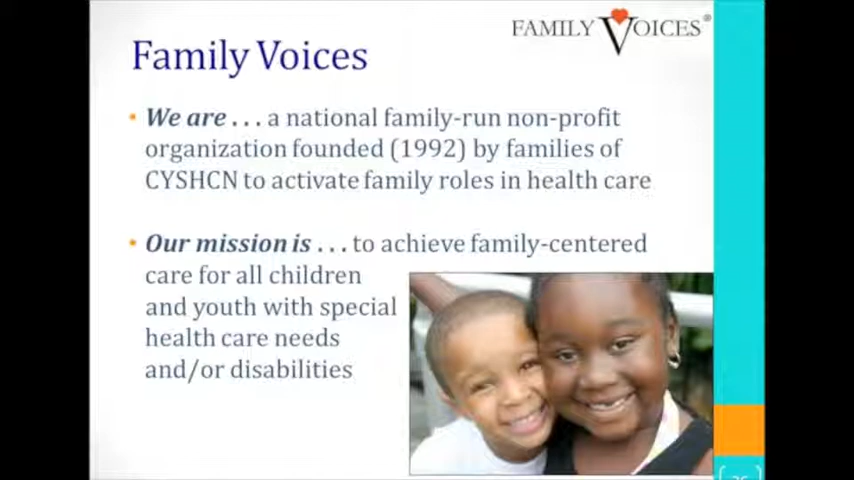 FAMILY VOICES®
Family Voices
• We are . . . a national family-run non-profit
organization founded (1992) by families of
CYSHCN to activate family roles in health care
• Our mission is . . . to achieve family-centered
care for all children
and youth with special
health care needs
and/or disabilities